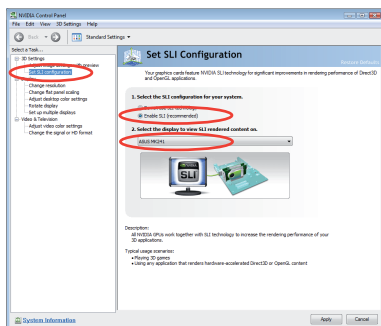 NVIDIA Control Panel
File Edit View 3D Settings Help
Back
Standard Settings
Select a Task...
3D Settings
Set SLI configuration
Change resolution
Change flat panel scaling
Adjust desktop color settings
Rotate display
Set up multiple displays
Video & Television
Adjust video color settings
Change the signal or HD format
System Information
Set SLI Configuration
Restore Defaults
Your graphics cards feature NVIDIA SLI technology for significant improvements in rendering performance of Direct3D
and OpenGL applications.
1. Select the SLI configuration for your system.
Enable SLI (recommended)
2. Select the display to view SLI rendered content on.
SLI
Description:
All NVIDIA GPUs work together with SLI technology to increase the rendering performance of your
3D applications.
Typical usage scenarios:
• Playing 3D games
• Using any application that renders hardware-accelerated Direct3D or OpenGL content
Apply Cancel